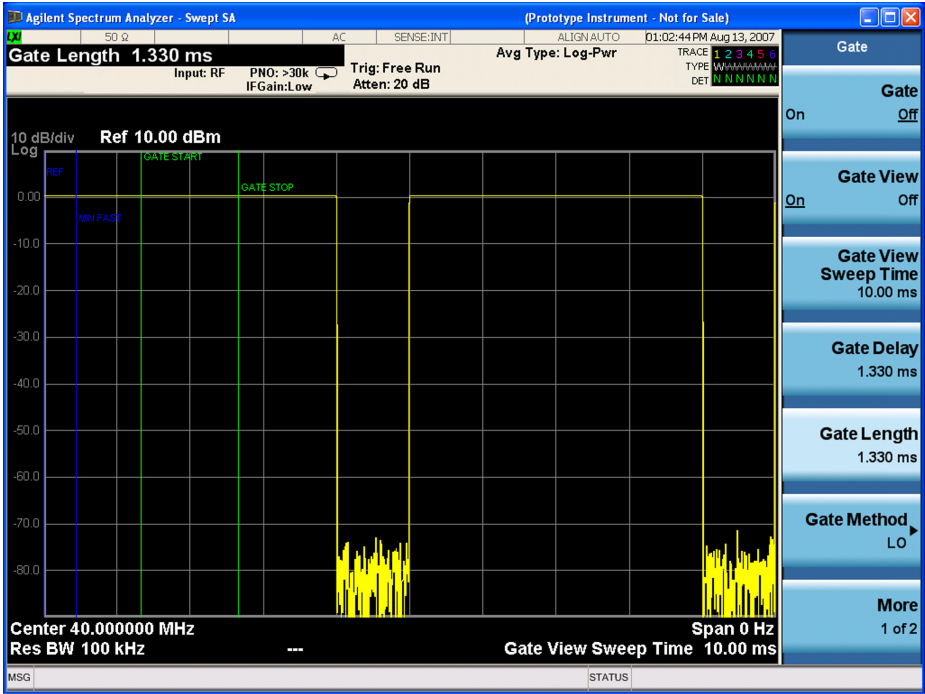 Agilent Spectrum Analyzer - Swept SA (Prototype Instrument - Not for Sale)
LXI 50 Ω AC SENSE:INT ALIGN AUTO 01:02:44 PM Aug 13, 2007
Gate Length 1.330 ms
Input: RF PNO: >30k Trig: Free Run Avg Type: Log-Pwr TRACE 1 2 3 4 5 6
IFGain:Low Atten: 20 dB TYPE
DET N N N N N N
10 dB/div Ref 10.00 dBm
Log
GATE START
REF
GATE STOP
0.00
MIN FAST
-10.0
-20.0
-30.0
-40.0
-50.0
-60.0
-70.0
-80.0
Center 40.000000 MHz Span 0 Hz
Res BW 100 kHz --- Gate View Sweep Time 10.00 ms
MSG STATUS
Gate
Gate
On Off
Gate View
On Off
Gate View
Sweep Time
10.00 ms
Gate Delay
1.330 ms
Gate Length
1.330 ms
Gate Method
LO
More
1 of 2